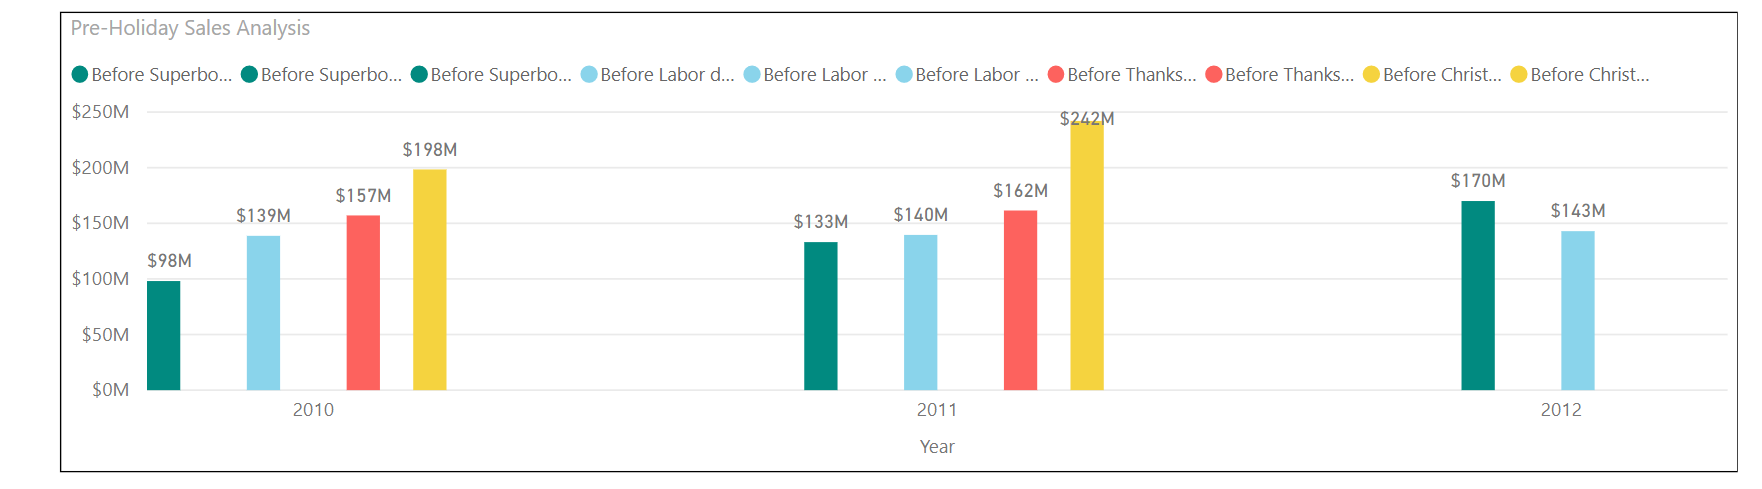 Pre-Holiday Sales Analysis
Before Superbo... Before Superbo... Before Superbo... Before Labor d... Before Labor ... Before Labor ... Before Thanks... Before Thanks... Before Christ... Before Christ...
$250M
$200M
$150M
$100M
$50M
$0M
$98M
$139M
$157M
$198M
$133M
$140M
$162M
$242M
$170M
$143M
2010 2011 2012
Year